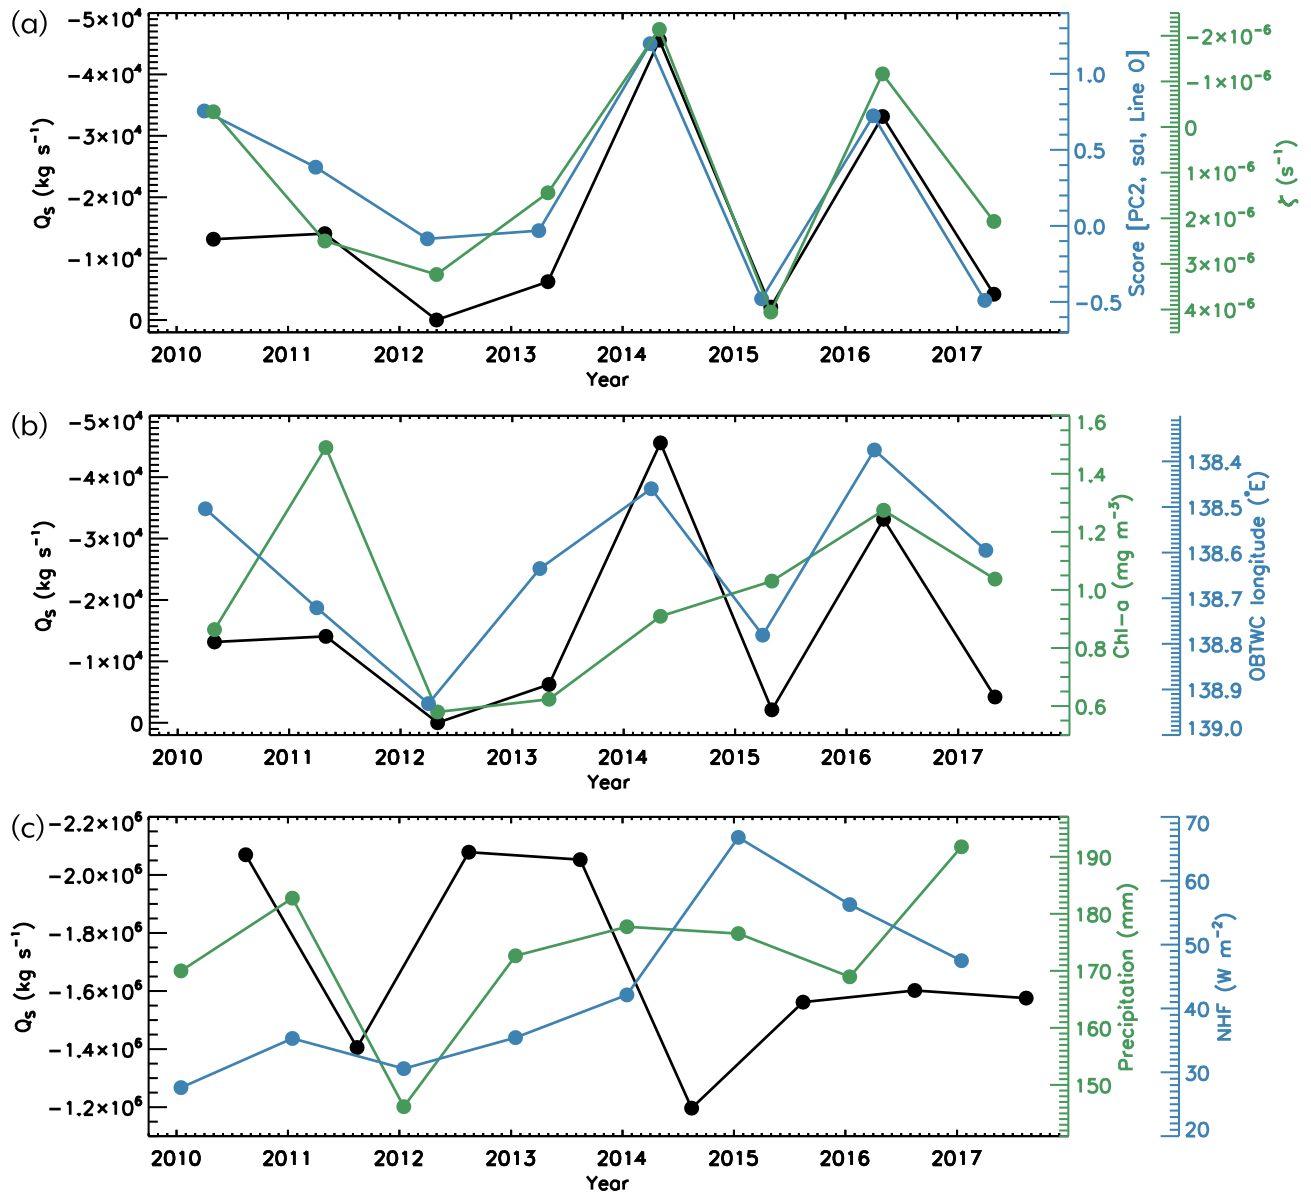 (a)
−5×10⁴
−4×10⁴
−3×10⁴
−2×10⁴
−1×10⁴
0
Qs (kg s⁻¹)
2010 2011 2012 2013 2014 2015 2016 2017
Year
1.0
0.5
0.0
−0.5
Score [PC2, sal, Line O]
−2×10⁻⁶
−1×10⁻⁶
0
1×10⁻⁶
2×10⁻⁶
3×10⁻⁶
4×10⁻⁶
ζ (s⁻¹)
(b)
−5×10⁴
−4×10⁴
−3×10⁴
−2×10⁴
−1×10⁴
0
Qs (kg s⁻¹)
2010 2011 2012 2013 2014 2015 2016 2017
Year
1.6
1.4
1.2
1.0
0.8
0.6
Chl−a (mg m⁻³)
138.4
138.5
138.6
138.7
138.8
138.9
139.0
OBTWC longitude (°E)
(c)
−2.2×10⁶
−2.0×10⁶
−1.8×10⁶
−1.6×10⁶
−1.4×10⁶
−1.2×10⁶
Qs (kg s⁻¹)
2010 2011 2012 2013 2014 2015 2016 2017
Year
190
180
170
160
150
Precipitation (mm)
70
60
50
40
30
20
NHF (W m⁻²)